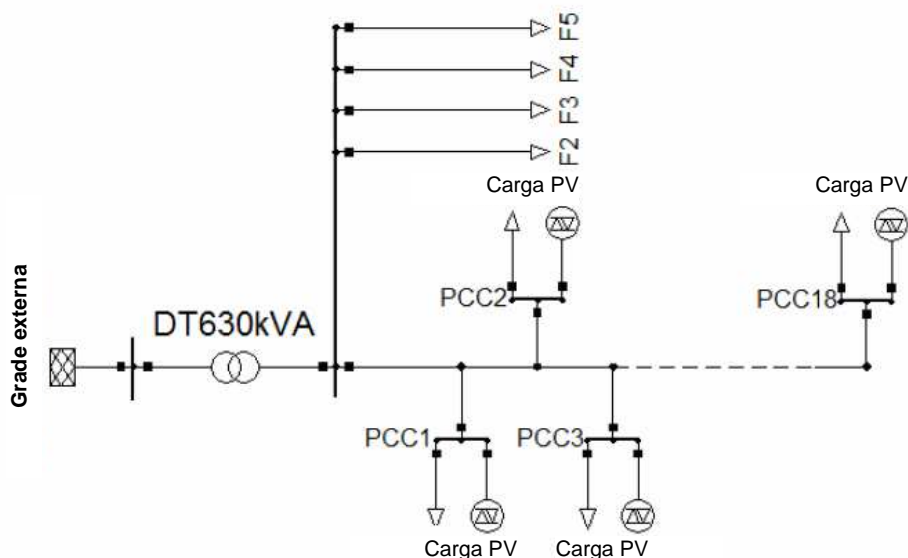 F5
F4
F3
F2
Carga PV
Carga PV
PCC2
PCC18
DT630kVA
Grade externa
PCC1
PCC3
Carga PV
Carga PV